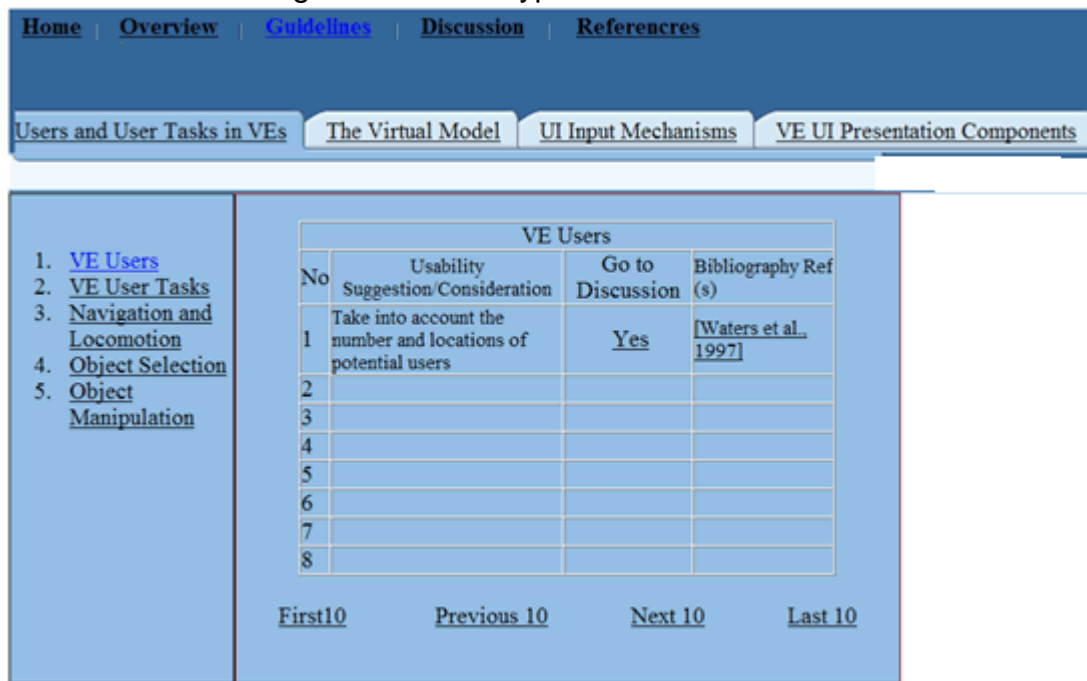 Home | Overview | Guidelines | Discussion | Referencres
Users and User Tasks in VEs The Virtual Model UI Input Mechanisms VE UI Presentation Components
1. VE Users
2. VE User Tasks
3. Navigation and
Locomotion
4. Object Selection
5. Object
Manipulation
VE Users
No Usability Suggestion/Consideration Go to Discussion Bibliography Ref (s)
1 Take into account the number and locations of potential users Yes [Waters et al., 1997]
2
3
4
5
6
7
8
First10 Previous 10 Next 10 Last 10